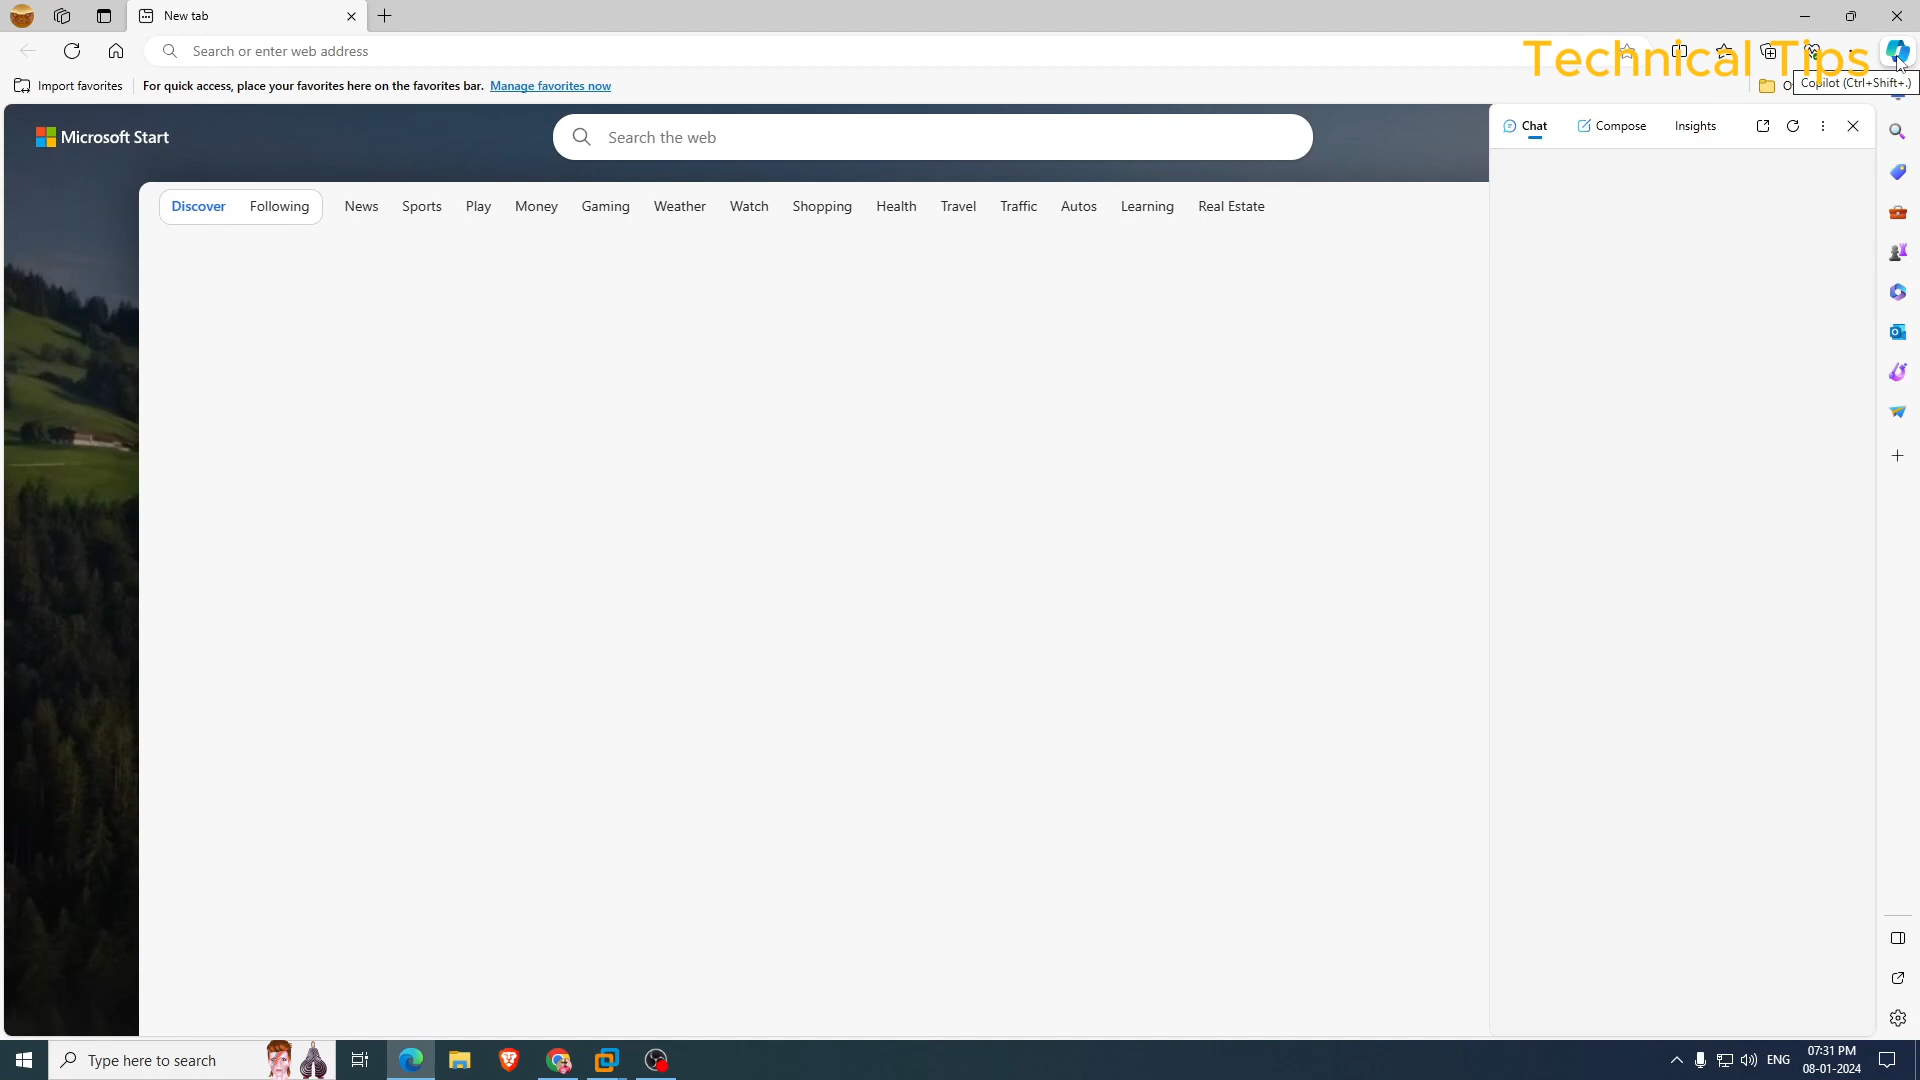 New tab
Search or enter web address
Technical Tips
Import favorites
For quick access, place your favorites here on the favorites bar. Manage favorites now
Copilot (Ctrl+Shift+.)
Microsoft Start
Search the web
Chat
Compose
Insights
Discover
Following
News
Sports
Play
Money
Gaming
Weather
Watch
Shopping
Health
Travel
Traffic
Autos
Learning
Real Estate
Type here to search
ENG
07:31 PM
08-01-2024